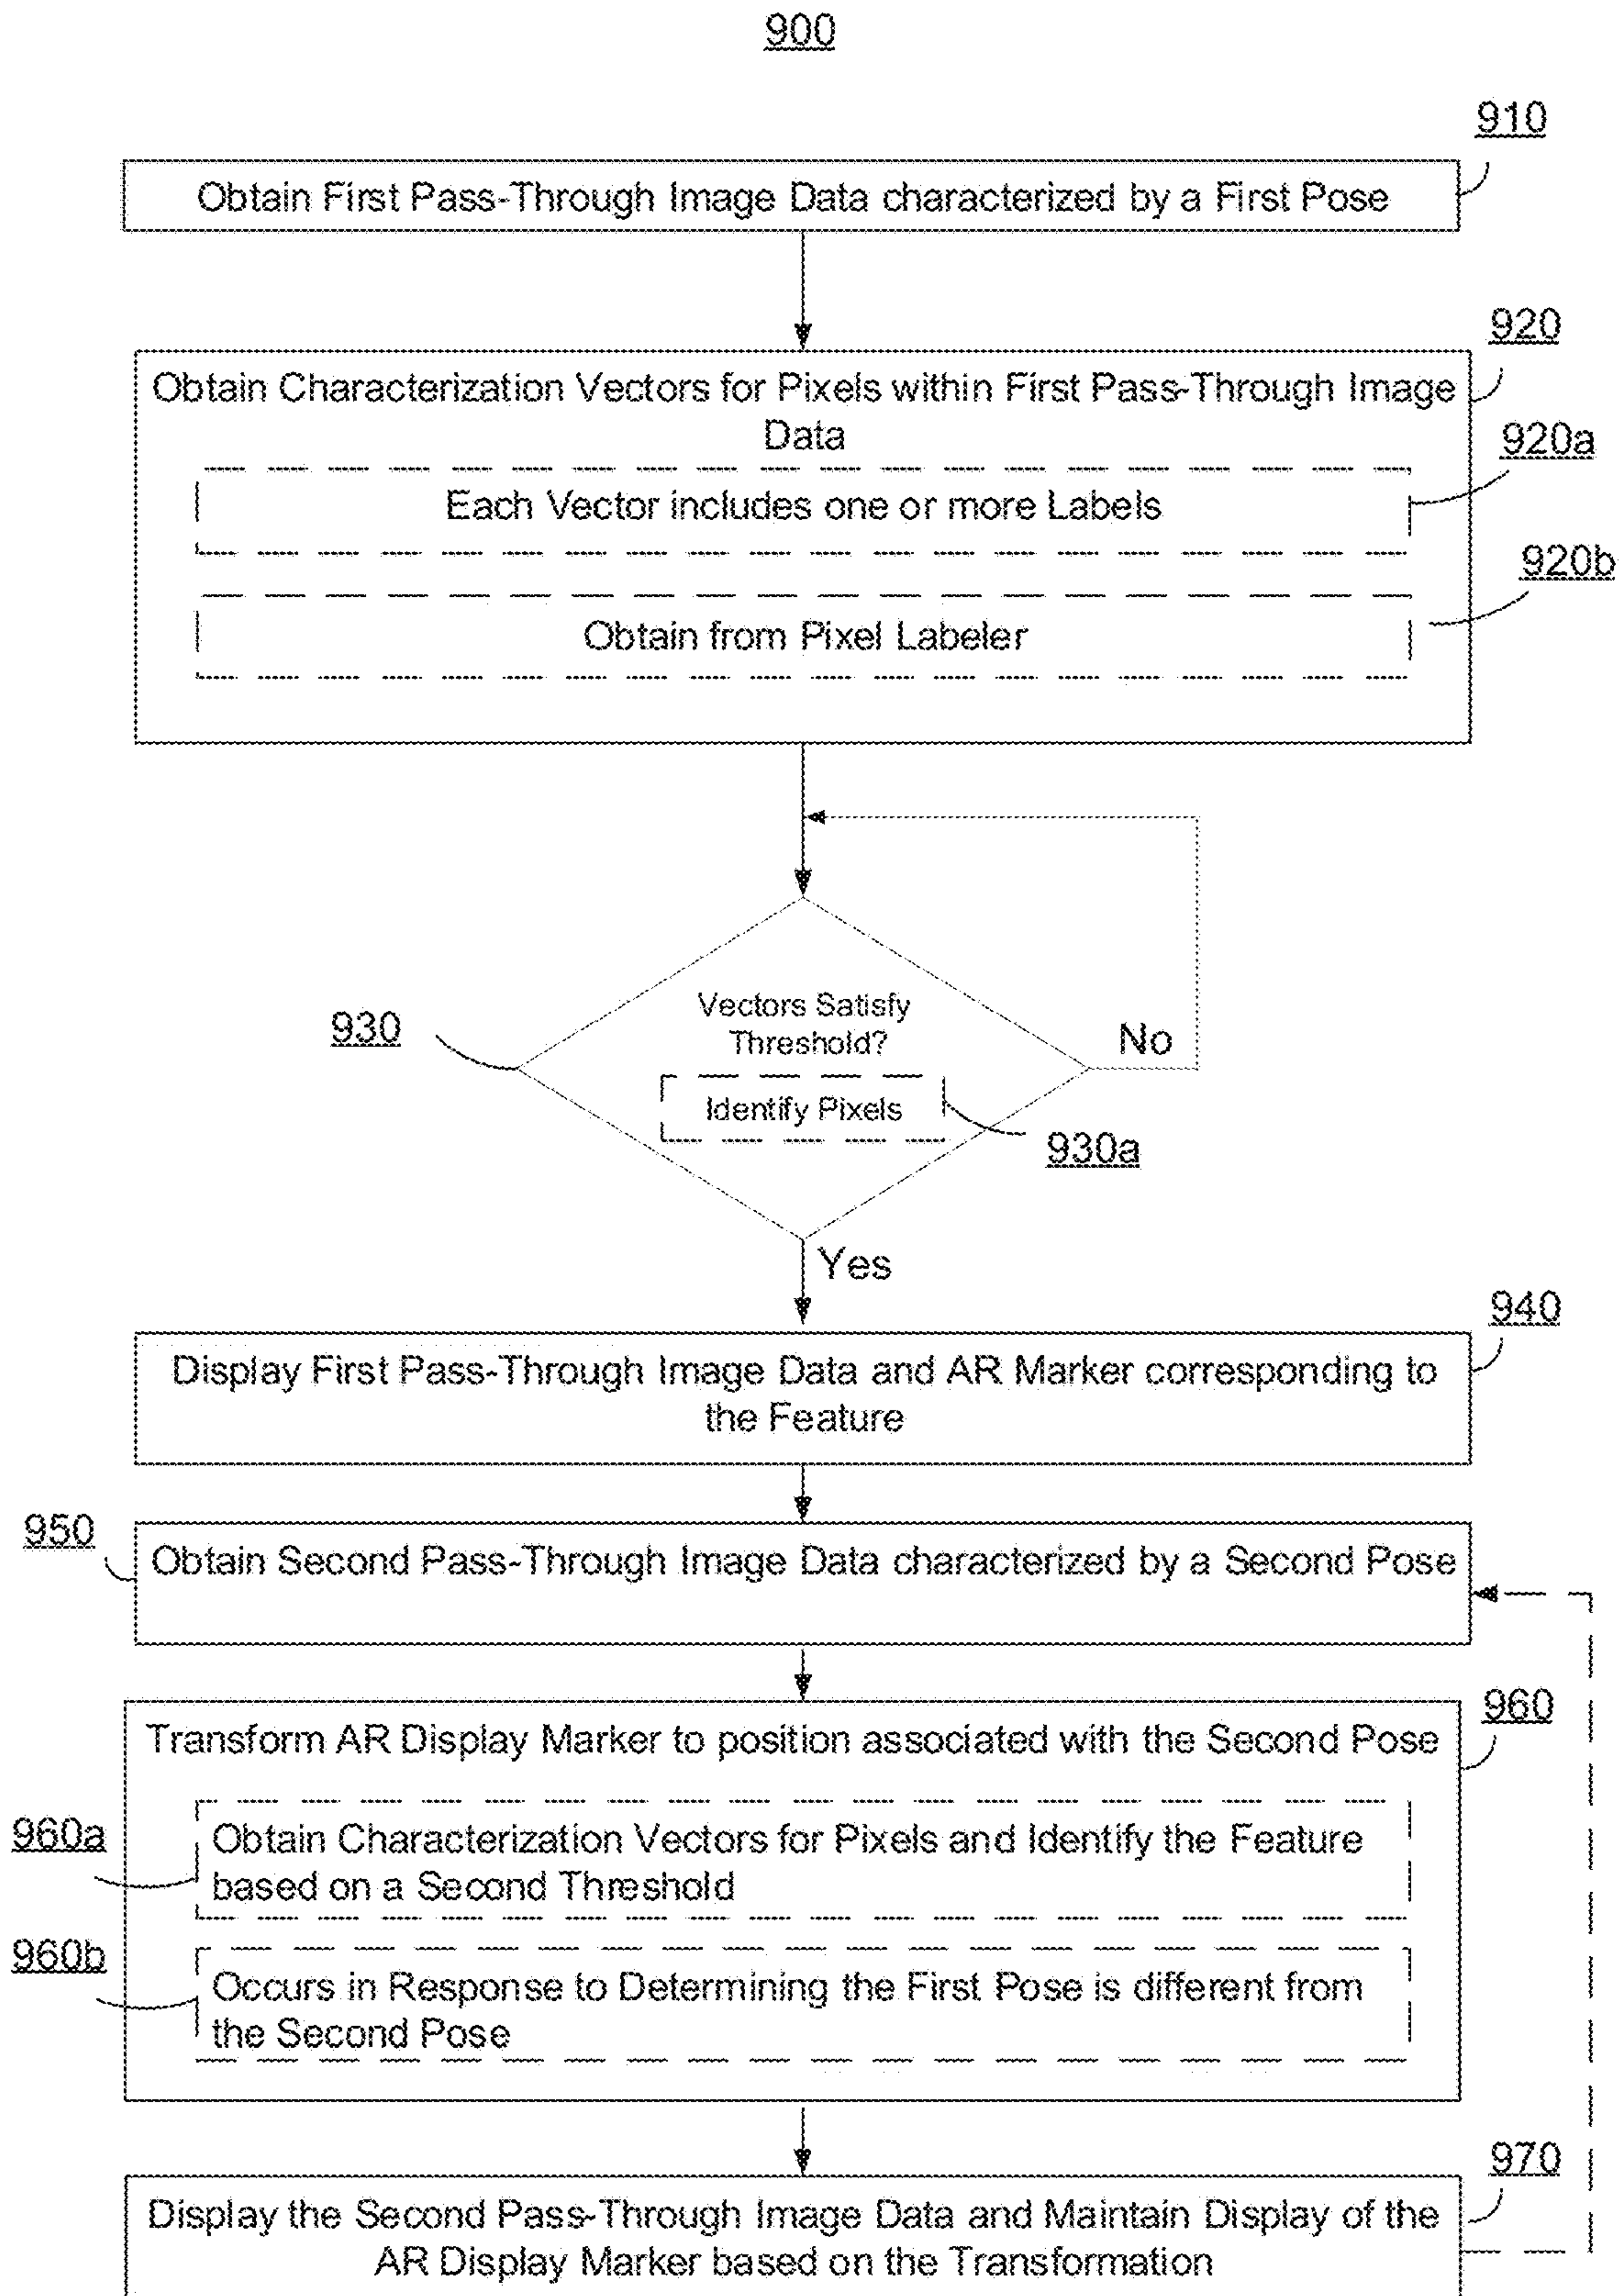 900
910
Obtain First Pass-Through Image Data characterized by a First Pose
920
Obtain Characterization Vectors for Pixels within First Pass-Through Image
Data
920a
Each Vector includes one or more Labels
920b
Obtain from Pixel Labeler
930
Vectors Satisfy
Threshold?
No
Identify Pixels
930a
Yes
940
Display First Pass-Through Image Data and AR Marker corresponding to
the Feature
950
Obtain Second Pass-Through Image Data characterized by a Second Pose
960
Transform AR Display Marker to position associated with the Second Pose
960a
Obtain Characterization Vectors for Pixels and Identify the Feature
based on a Second Threshold
960b
Occurs in Response to Determining the First Pose is different from
the Second Pose
970
Display the Second Pass-Through Image Data and Maintain Display of the
AR Display Marker based on the Transformation